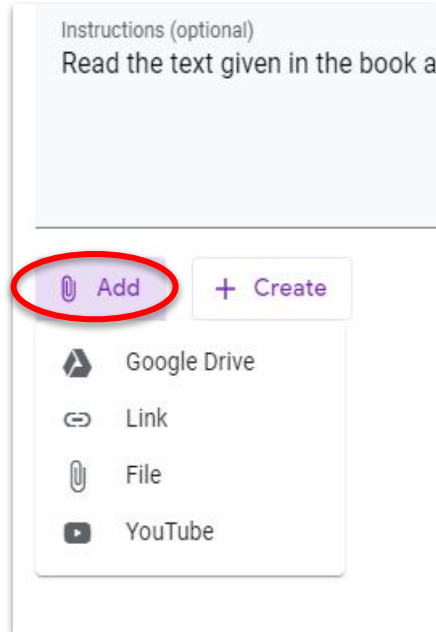 Instructions (optional)
Read the text given in the book a
Add + Create
Google Drive
Link
File
YouTube